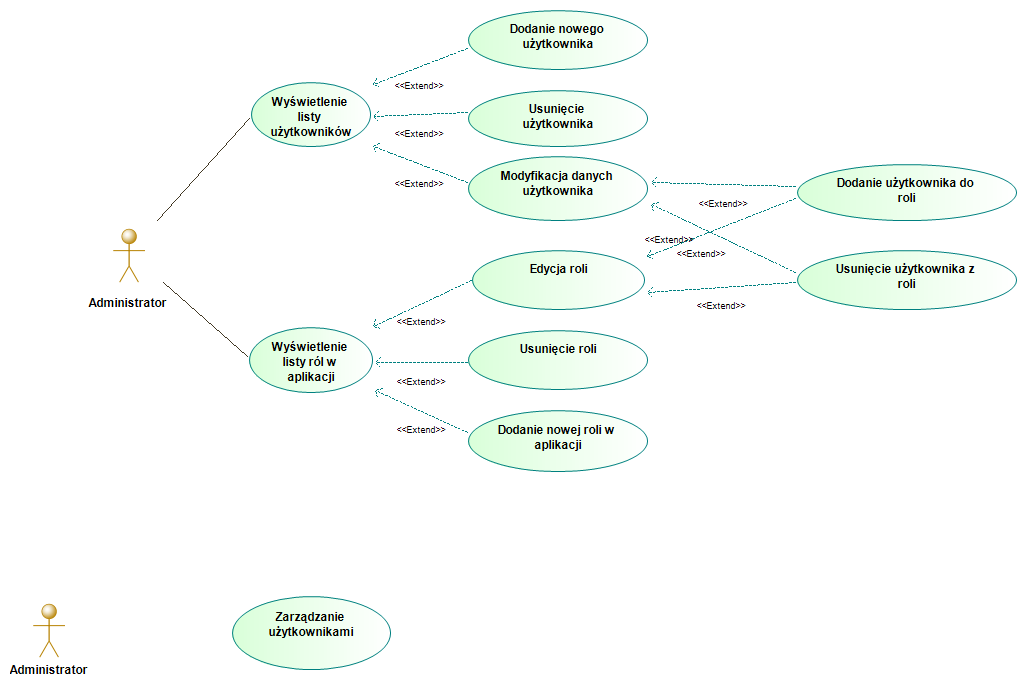 Dodanie nowego
użytkownika
<<Extend>>
Wyświetlenie
listy
użytkowników
Usunięcie
użytkownika
<<Extend>>
Modyfikacja danych
użytkownika
<<Extend>>
Dodanie użytkownika do
roli
<<Extend>>
<<Extend>>
<<Extend>>
Edycja roli
Usunięcie użytkownika z
roli
<<Extend>>
Administrator
<<Extend>>
Wyświetlenie
listy ról w
aplikacji
Usunięcie roli
<<Extend>>
Dodanie nowej roli w
aplikacji
<<Extend>>
Zarządzanie
użytkownikami
Administrator